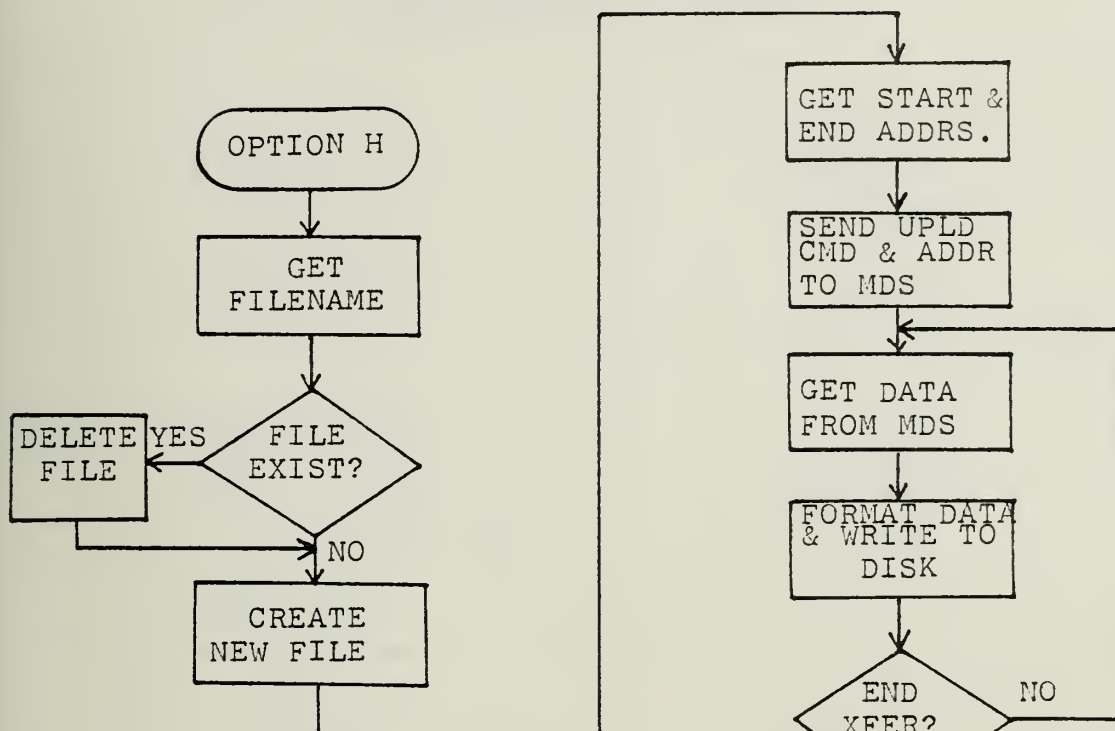 OPTION H
GET
FILENAME
FILE
EXIST?
YES
DELETE
FILE
NO
CREATE
NEW FILE
GET START &
END ADDRS.
SEND UPLD
CMD & ADDR
TO MDS
GET DATA
FROM MDS
FORMAT DATA
& WRITE TO
DISK
END
XFER?
NO